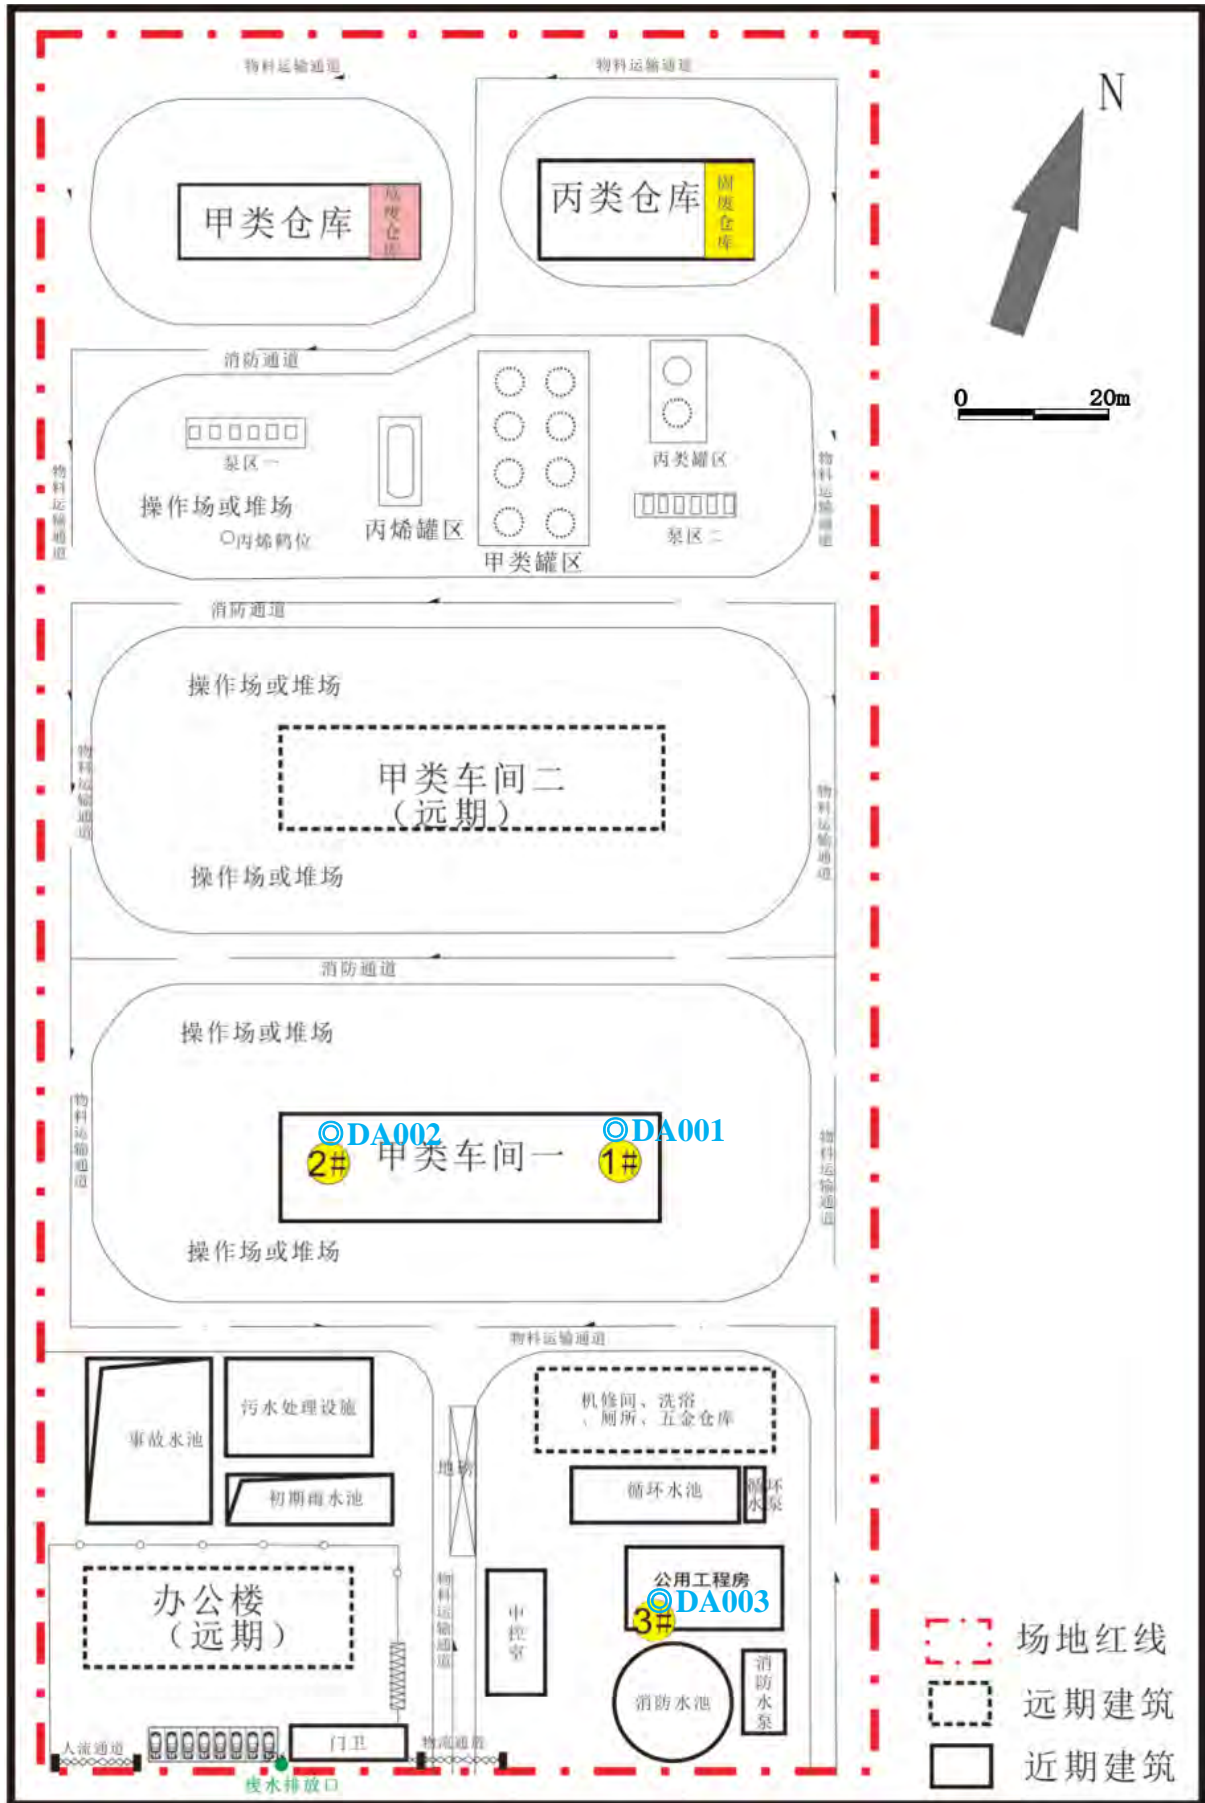 物料运输通道
物料运输通道
N
甲类仓库
危废仓库
丙类仓库
固废仓库
0 20m
消防通道
泵区一
操作场或堆场
丙烯鹤位
丙烯罐区
甲类罐区
丙类罐区
泵区二
物料运输通道
物料运输通道
消防通道
操作场或堆场
甲类车间二
（远期）
操作场或堆场
物料运输通道
物料运输通道
消防通道
操作场或堆场
◎DA002
◎DA001
2#
甲类车间一
1#
操作场或堆场
物料运输通道
物料运输通道
物料运输通道
事故水池
污水处理设施
初期雨水池
地磅
机修间、洗浴
、厕所、五金仓库
循环水池
循环水泵
办公楼
（远期）
物料运输通道
中控室
公用工程房
◎DA003
3#
消防水池
消防水泵
人流通道
门卫
物流通道
废水排放口
场地红线
远期建筑
近期建筑